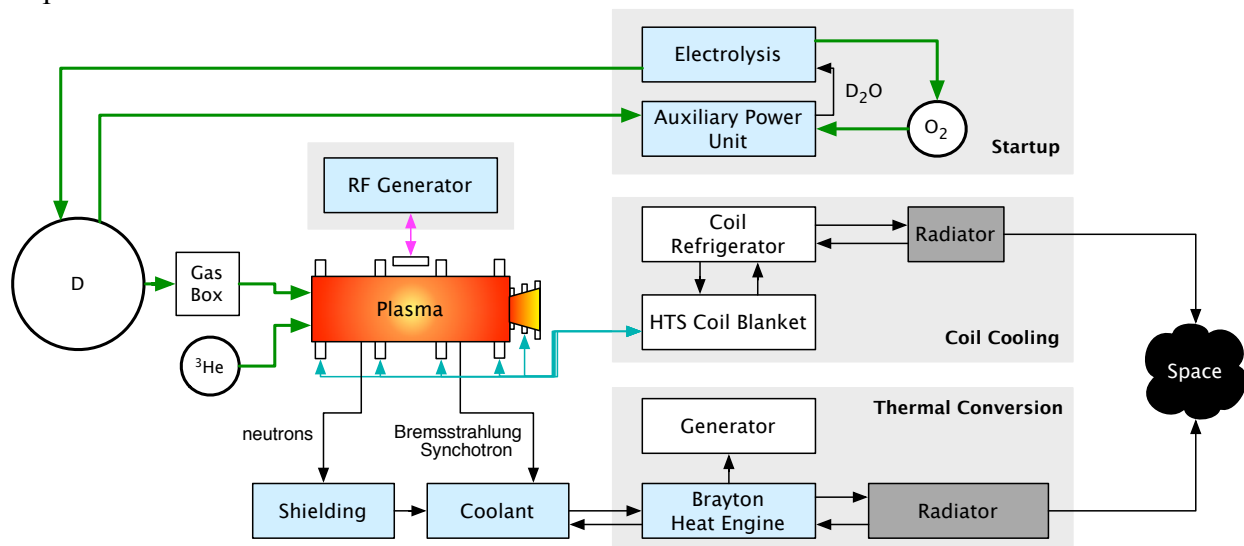 Electrolysis
D₂O
Auxiliary Power
Unit
O₂
Startup
RF Generator
Coil
Refrigerator
Radiator
D
Gas
Box
Plasma
HTS Coil Blanket
Coil Cooling
³He
Space
Thermal Conversion
neutrons
Bremsstrahlung
Synchotron
Generator
Shielding
Coolant
Brayton
Heat Engine
Radiator